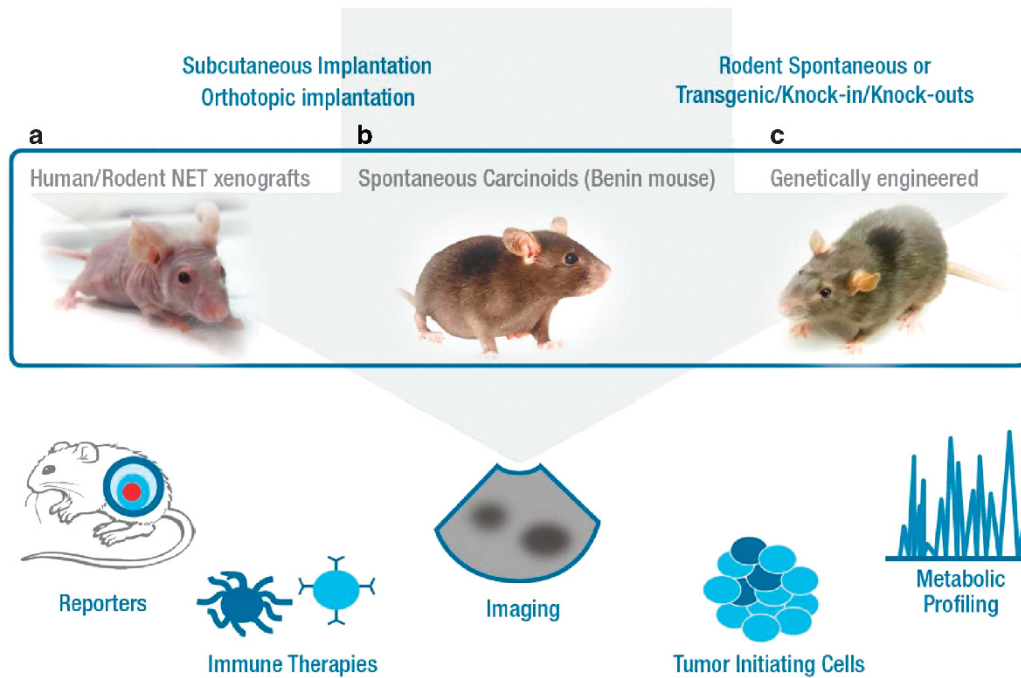 Subcutaneous Implantation
Orthotopic implantation
Rodent Spontaneous or
Transgenic/Knock-in/Knock-outs
a
b
c
Human/Rodent NET xenografts
Spontaneous Carcinoids (Benin mouse)
Genetically engineered
Reporters
Immune Therapies
Imaging
Tumor Initiating Cells
Metabolic
Profiling